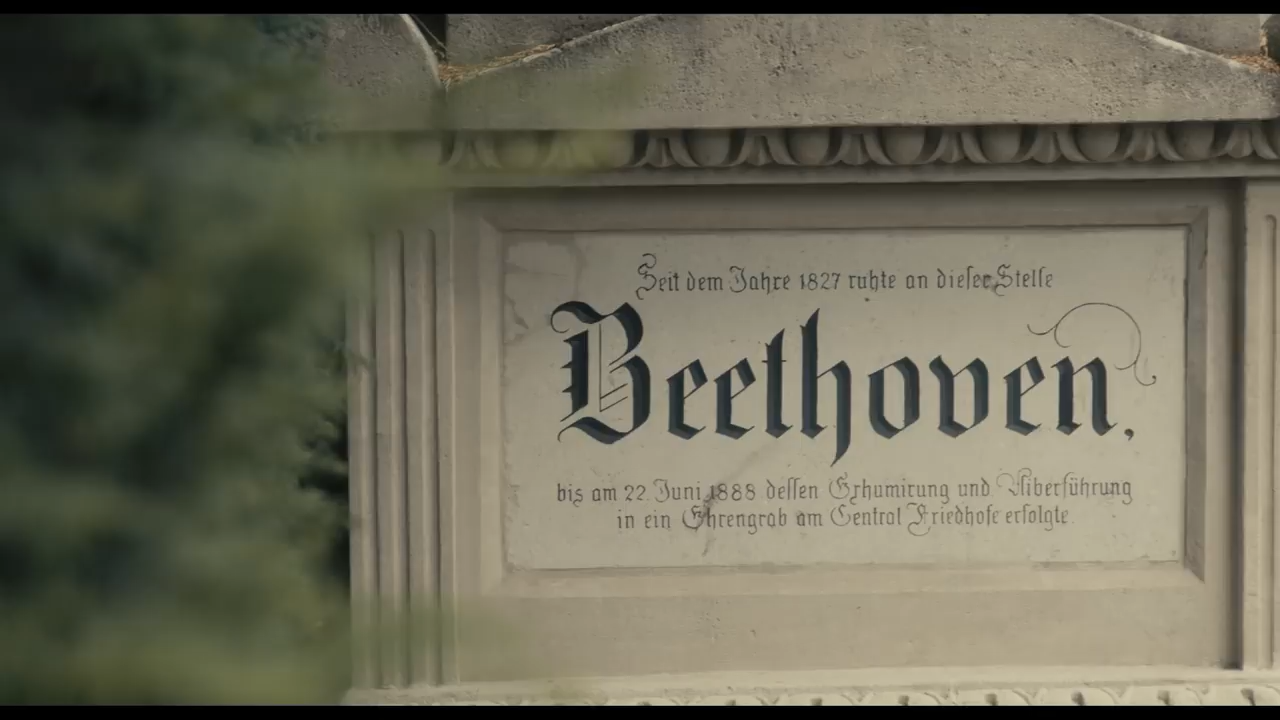 Seit dem Jahre 1827 ruhte an dieser Stelle
Beethoven,
bis am 22. Juni 1888 dessen Exhumirung und Uiberführung
in ein Ehrengrab am Central Friedhofe erfolgte.